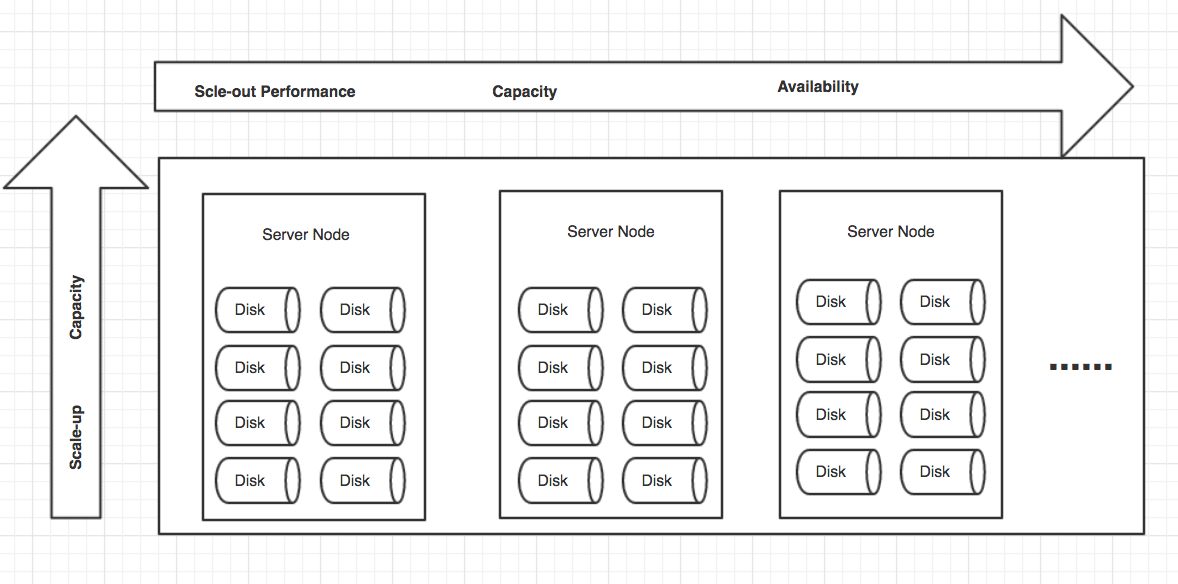 Scle-out Performance Capacity Availability
Capacity
Scale-up
Server Node Server Node Server Node
Disk Disk Disk Disk Disk Disk
Disk Disk Disk Disk Disk Disk
Disk Disk Disk Disk Disk Disk
Disk Disk Disk Disk Disk Disk
......